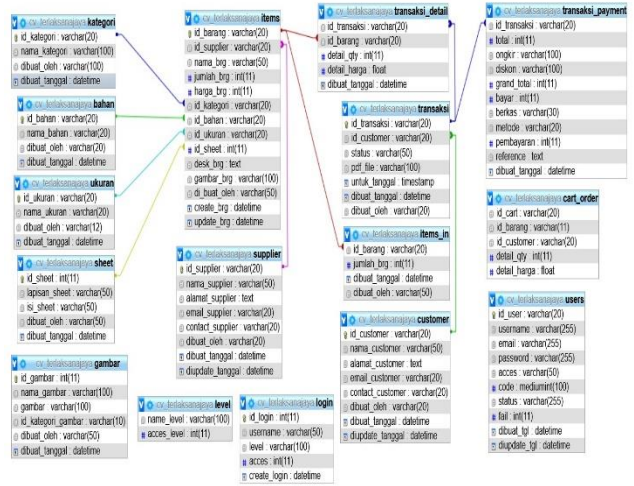 cv_terlaksanajaya kategori
id_kategori : varchar(20)
nama_kategori : varchar(100)
dibuat_oleh : varchar(100)
dibuat_tanggal : datetime
cv_terlaksanajaya bahan
id_bahan : varchar(20)
nama_bahan : varchar(20)
dibuat_oleh : varchar(20)
dibuat_tanggal : datetime
cv_terlaksanajaya ukuran
id_ukuran : varchar(20)
nama_ukuran : varchar(20)
dibuat_oleh : varchar(12)
dibuat_tanggal : datetime
cv_terlaksanajaya sheet
id_sheet : int(11)
lapisan_sheet : varchar(50)
isi_sheet : varchar(50)
dibuat_oleh : varchar(50)
dibuat_tanggal : datetime
cv_terlaksanajaya gambar
id_gambar : int(11)
nama_gambar : varchar(100)
gambar : varchar(100)
id_kategori_gambar : varchar(10)
dibuat_oleh : varchar(50)
dibuat_tanggal : datetime
cv_terlaksanajaya items
id_barang : varchar(20)
id_supplier : varchar(20)
nama_brg : varchar(50)
jumlah_brg : int(11)
harga_brg : int(11)
id_kategori : varchar(20)
id_bahan : varchar(20)
id_ukuran : varchar(20)
id_sheet : int(11)
desk_brg : text
gambar_brg : varchar(100)
di_buat_oleh : varchar(50)
create_brg : datetime
update_brg : datetime
cv_terlaksanajaya supplier
id_supplier : varchar(20)
nama_supplier : varchar(50)
alamat_supplier : text
email_supplier : varchar(20)
contact_supplier : varchar(20)
dibuat_oleh : varchar(20)
dibuat_tanggal : datetime
diupdate_tanggal : datetime
cv_terlaksanajaya level
name_level : varchar(100)
acces_level : int(11)
cv_terlaksanajaya login
id_login : int(11)
username : varchar(50)
level : varchar(100)
acces : int(11)
create_login : datetime
cv_terlaksanajaya transaksi_detail
id_transaksi : varchar(20)
id_barang : varchar(20)
detail_qty : int(11)
detail_harga : float
dibuat_tanggal : datetime
cv_terlaksanajaya transaksi
id_transaksi : varchar(20)
id_customer : varchar(20)
status : varchar(50)
pdf_file : varchar(100)
untuk_tanggal : timestamp
dibuat_tanggal : datetime
dibuat_oleh : varchar(20)
cv_terlaksanajaya items_in
id_barang : varchar(20)
jumlah_brg : int(11)
dibuat_tanggal : datetime
dibuat_oleh : varchar(50)
cv_terlaksanajaya customer
id_customer : varchar(20)
nama_customer : varchar(50)
alamat_customer : text
email_customer : varchar(20)
contact_customer : varchar(20)
dibuat_oleh : varchar(20)
dibuat_tanggal : datetime
diupdate_tanggal : datetime
cv_terlaksanajaya transaksi_payment
id_transaksi : varchar(20)
total : int(11)
ongkir : varchar(100)
diskon : varchar(100)
grand_total : int(11)
bayar : int(11)
berkas : varchar(30)
metode : varchar(20)
pembayaran : int(11)
reference : text
dibuat_tanggal : datetime
cv_terlaksanajaya cart_order
id_cart : varchar(20)
id_barang : varchar(11)
id_customer : varchar(20)
detail_qty : int(11)
detail_harga : float
cv_terlaksanajaya users
id_user : varchar(20)
username : varchar(255)
email : varchar(255)
password : varchar(255)
acces : varchar(50)
code : mediumint(100)
status : varchar(255)
fail : int(11)
dibuat_tgl : datetime
diupdate_tgl : datetime